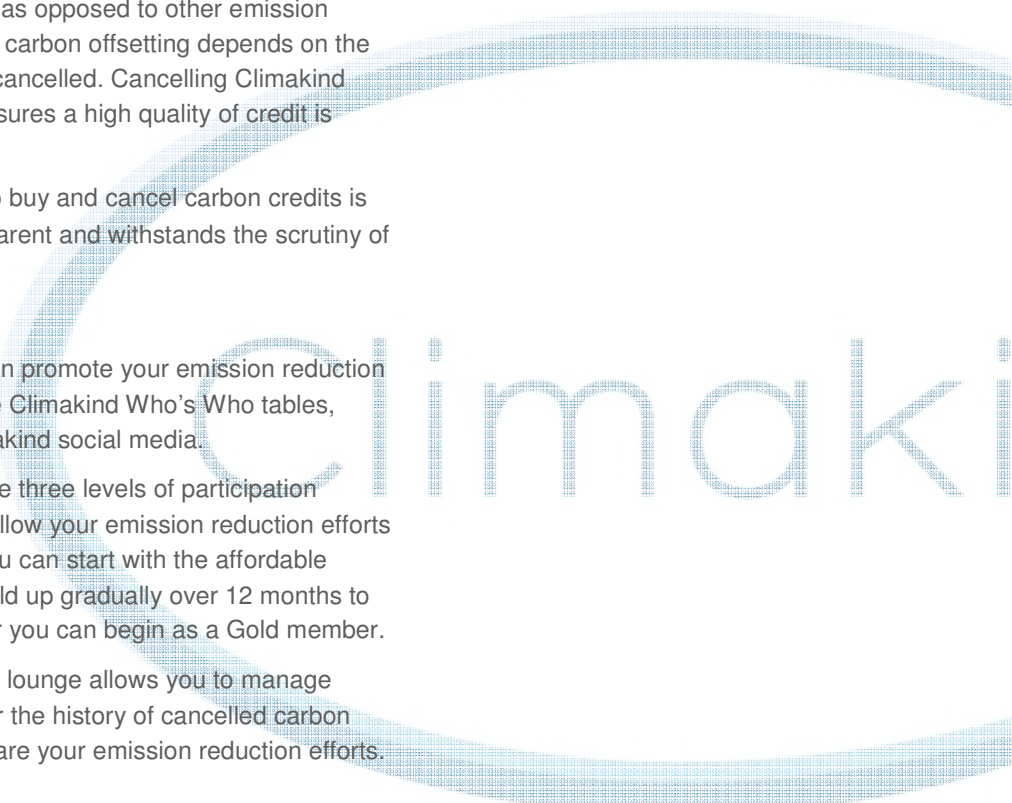 as opposed to other emission
carbon offsetting depends on the
cancelled. Cancelling Climakind
sures a high quality of credit is
buy and cancel carbon credits is
arent and withstands the scrutiny of
n promote your emission reduction
Climakind Who's Who tables,
akind social media.
e three levels of participation
llow your emission reduction efforts
u can start with the affordable
ld up gradually over 12 months to
r you can begin as a Gold member.
lounge allows you to manage
r the history of cancelled carbon
are your emission reduction efforts.
Climaki